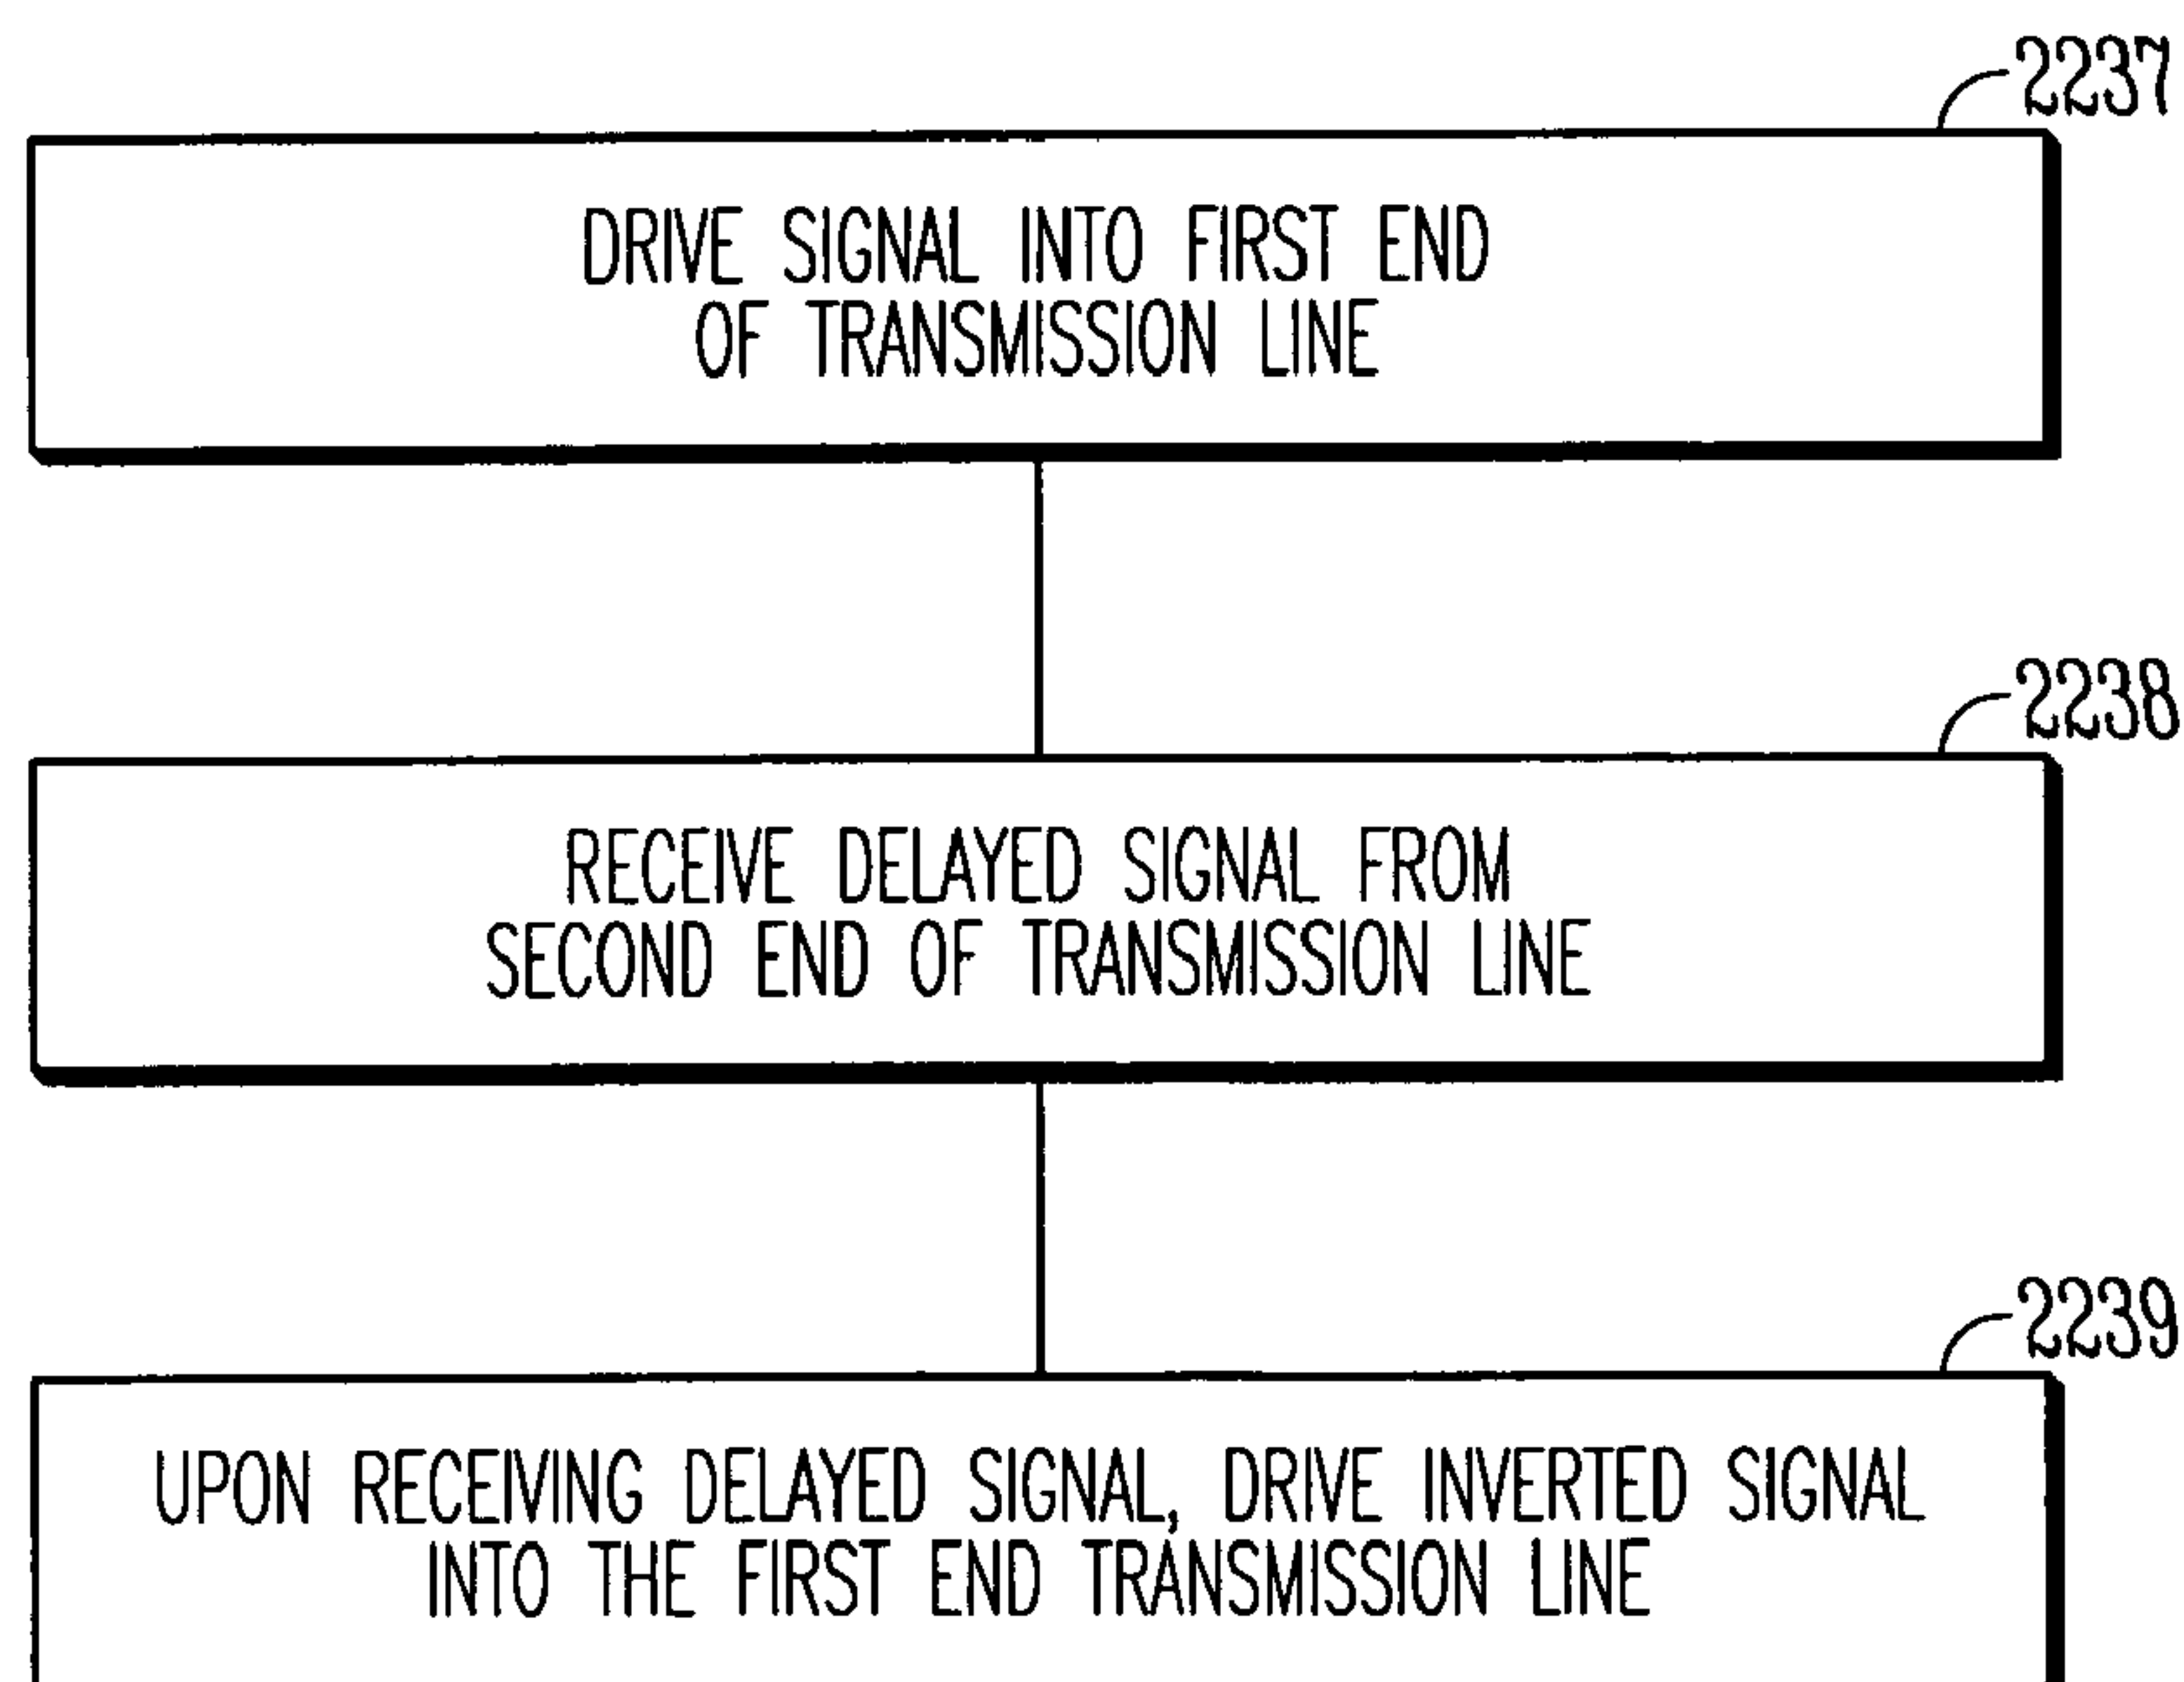 2237
DRIVE SIGNAL INTO FIRST END
OF TRANSMISSION LINE
2238
RECEIVE DELAYED SIGNAL FROM
SECOND END OF TRANSMISSION LINE
2239
UPON RECEIVING DELAYED SIGNAL, DRIVE INVERTED SIGNAL
INTO THE FIRST END TRANSMISSION LINE